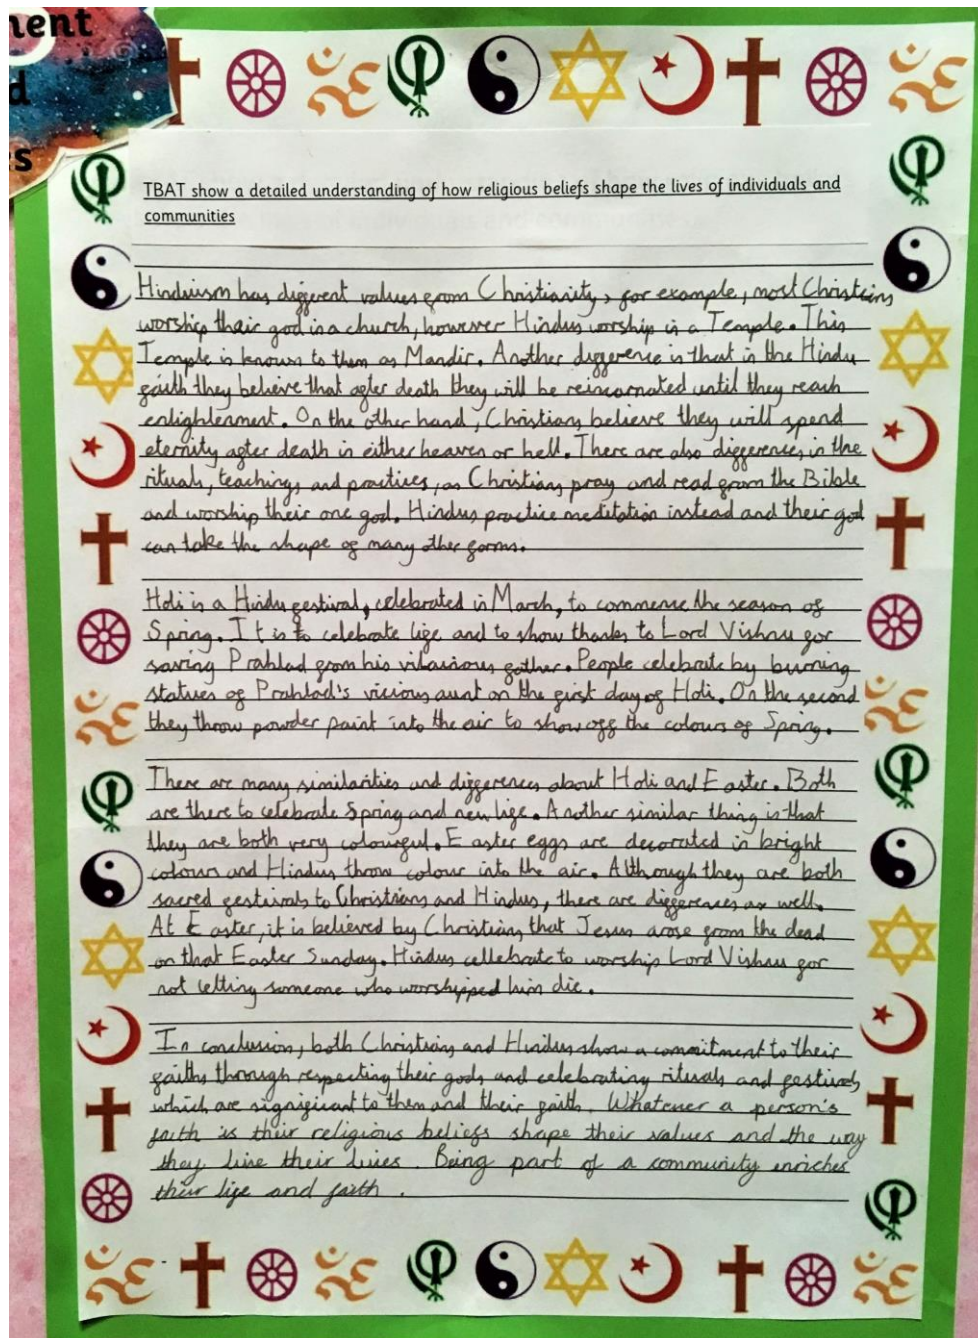 ment
d
s
TBAT show a detailed understanding of how religious beliefs shape the lives of individuals and
communities
Hinduism has different values from Christianity, for example, most Christians
worship their god in a church, however Hindus worship in a Temple. This
Temple is known to them as Mandir. Another difference is that in the Hindu
faith they believe that after death they will be reincarnated until they reach
enlightenment. On the other hand, Christians believe they will spend
eternity after death in either heaven or hell. There are also differences in the
rituals, teachings and practices, as Christians pray and read from the Bible
and worship their one god. Hindus practice meditation instead and their god
can take the shape of many other forms.
Holi is a Hindu festival, celebrated in March, to commence the season of
Spring. It is to celebrate life and to show thanks to Lord Vishnu for
saving Prahlad from his vilainious father. People celebrate by burning
statues of Prahlad's vicious aunt on the first day of Holi. On the second
they throw powder paint into the air to show off the colours of Spring.
There are many similarities and differences about Holi and Easter. Both
are there to celebrate Spring and new life. Another similar thing is that
they are both very colourful. Easter eggs are decorated in bright
colours and Hindus throw colour into the air. Although they are both
sacred festivals to Christians and Hindus, there are differences as well.
At Easter, it is believed by Christians that Jesus arose from the dead
on that Easter Sunday. Hindus cellebrate to worship Lord Vishnu for
not letting someone who worshipped him die.
In conclusion, both Christians and Hindus show a commitment to their
faiths through respecting their gods and celebrating rituals and festivals
which are significant to them and their faith. Whatever a person's
faith is their religious beliefs shape their values and the way
they live their lives. Being part of a community enriches
their life and faith.